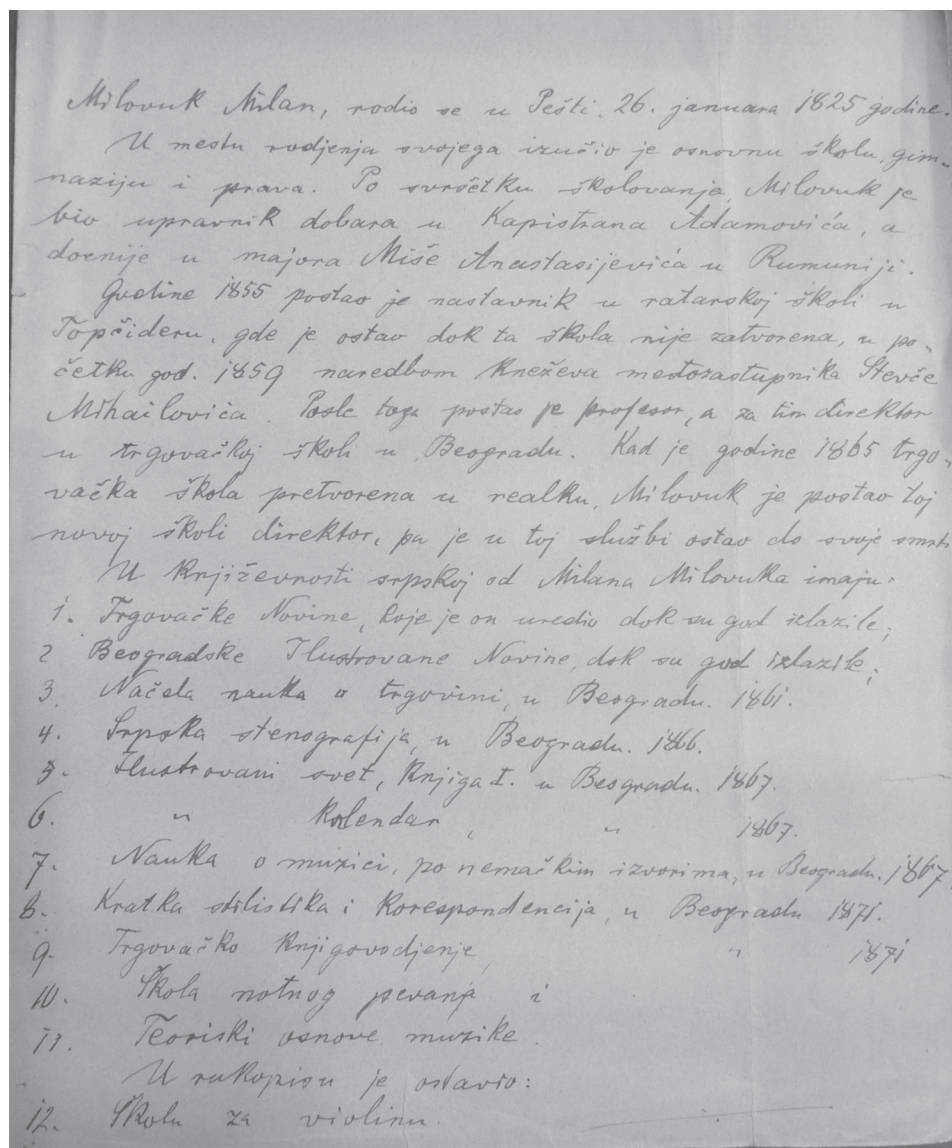 Milovuk Milan, rodio se u Pešti, 26. januara 1825 godine.
U mestu rodjenja svojega izučio je osnovnu školu, gim-
naziju i prava. Po svršetku školovanja, Milovuk je
bio upravnik dobara u Kapistrana Adamovića, a
docnije u majora Miše Anastasijevića u Rumuniji.
Godine 1855 postao je nastavnik u ratarskoj školi u
Topčideru, gde je ostao dok ta škola nije zatvorena, u po-
četku god. 1859 naredbom Kneževa mestozastupnika Stevče
Mihailovića. Posle toga postao je profesor, a za tim direktor
u trgovačkoj školi u Beogradu. Kad je godine 1865 trgo-
vačka škola pretvorena u realku, Milovuk je postao toj
novoj školi direktor, pa je u toj službi ostao do svoje smrti
U Književnosti srpskoj od Milana Milovuka imaju:
1. Trgovačke Novine, koje je on uredio dok su god izlazile;
2 Beogradske Ilustrovane Novine, dok su god izlazile;
3. Načela nauka o trgovini, u Beogradu. 1861.
4. Srpska stenografija, u Beogradu. 1866.
5. Ilustrovani svet, Knjiga I. u Beogradu. 1867.
6. " Kalendar, " 1867.
7. Nauka o muzici, po nemačkim izvorima, u Beogradu. 1867
8. Kratka stilistika i Korespondencija, u Beogradu 1871.
9. Trgovačko Knjigovodjenje, " 1871
10. Škola notnog pevanja i
11. Teoriski osnove muzike.
U rukopisu je ostavio:
12. Školu za violinu.